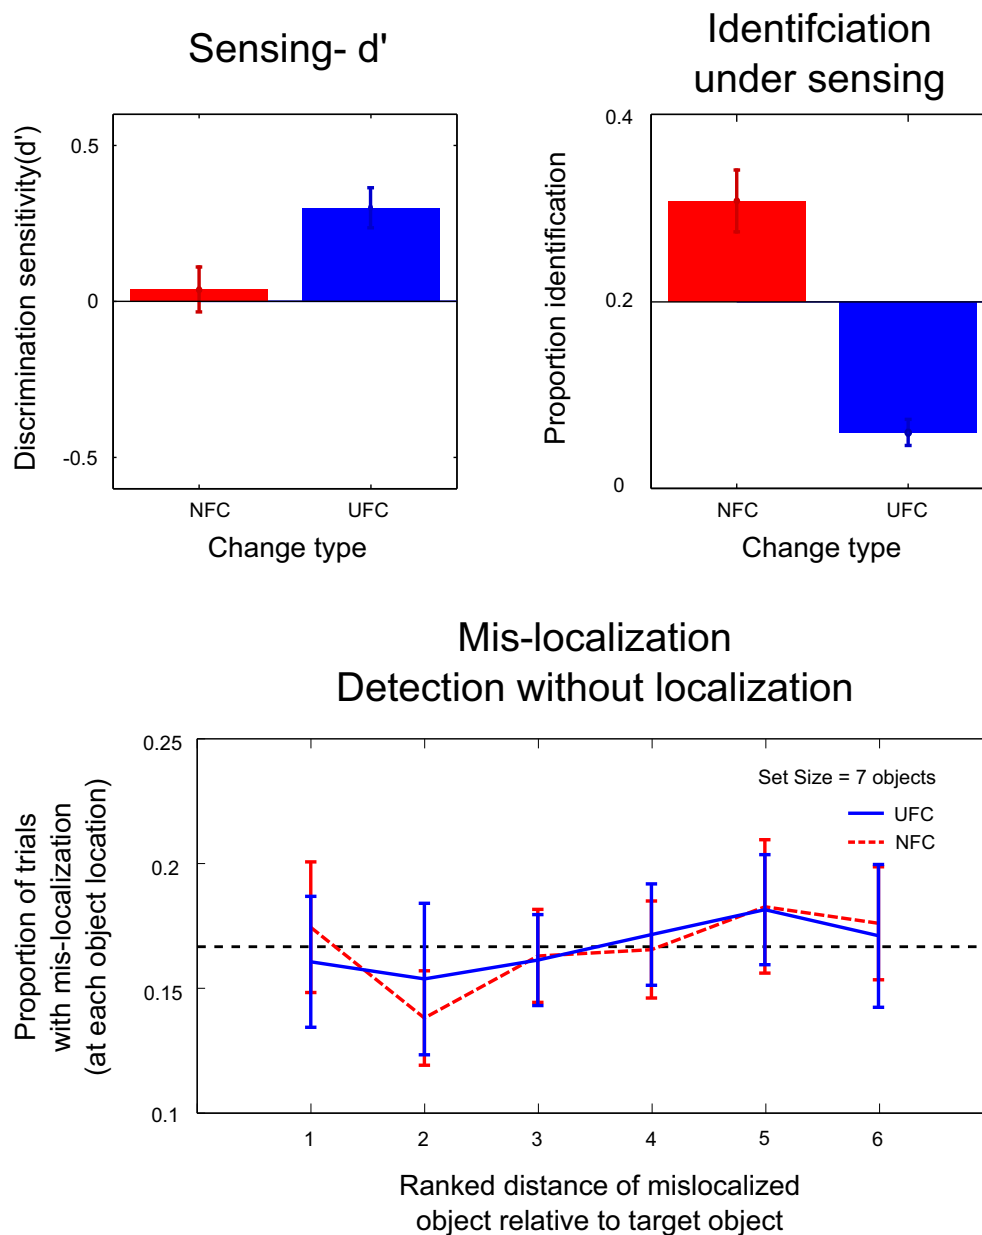 Sensing- d'
Discrimination sensitivity(d')
0.5
0
-0.5
NFC
UFC
Change type
Identifciation
under sensing
Proportion identification
0.4
0.2
0
NFC
UFC
Change type
Mis-localization
Detection without localization
Proportion of trials
with mis-localization
(at each object location)
0.25
0.2
0.15
0.1
Set Size = 7 objects
UFC
NFC
1
2
3
4
5
6
Ranked distance of mislocalized
object relative to target object